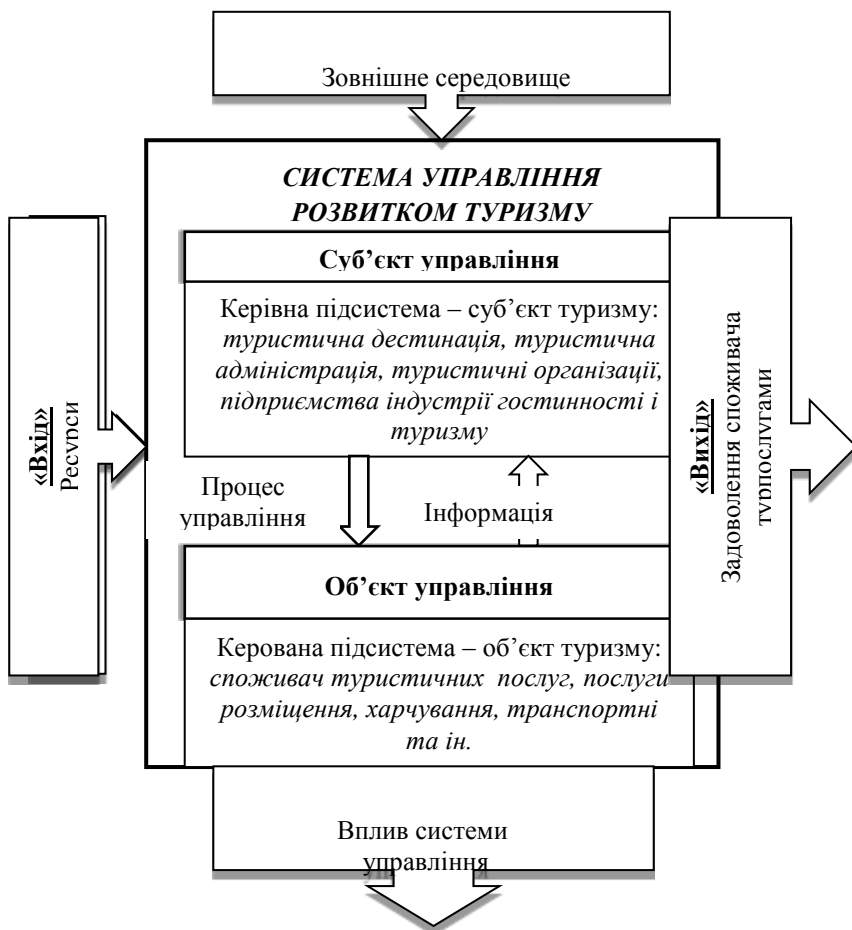 Зовнішнє середовище
СИСТЕМА УПРАВЛІННЯ
РОЗВИТКОМ ТУРИЗМУ
Суб’єкт управління
Керівна підсистема – суб’єкт туризму:
туристична дестинація, туристична
адміністрація, туристичні організації,
підприємства індустрії гостинності і
туризму
«Вхід»
Ресурси
Процес
управління
Інформація
«Вихід»
Задоволення споживача
турпослугами
Об’єкт управління
Керована підсистема – об’єкт туризму:
споживач туристичних послуг, послуги
розміщення, харчування, транспортні
та ін.
Вплив системи
управління